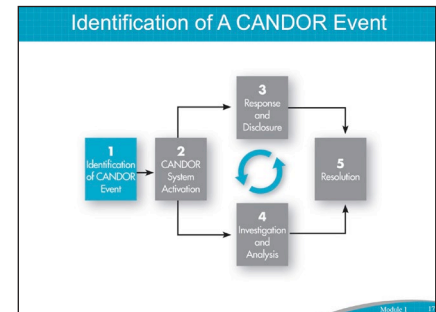 Identification of A CANDOR Event
1
Identification
of CANDOR
Event
2
CANDOR
System
Activation
3
Response
and
Disclosure
4
Investigation
and
Analysis
5
Resolution
Module 1 17